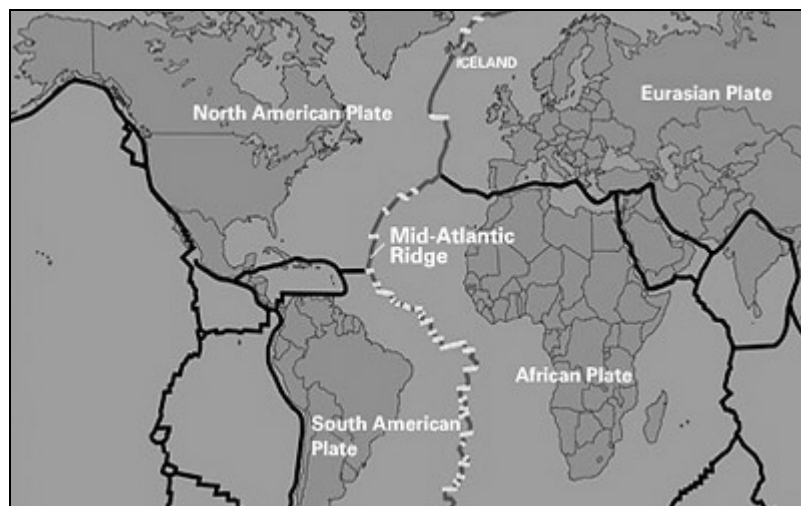 ICELAND
North American Plate
Eurasian Plate
Mid-Atlantic
Ridge
African Plate
South American
Plate